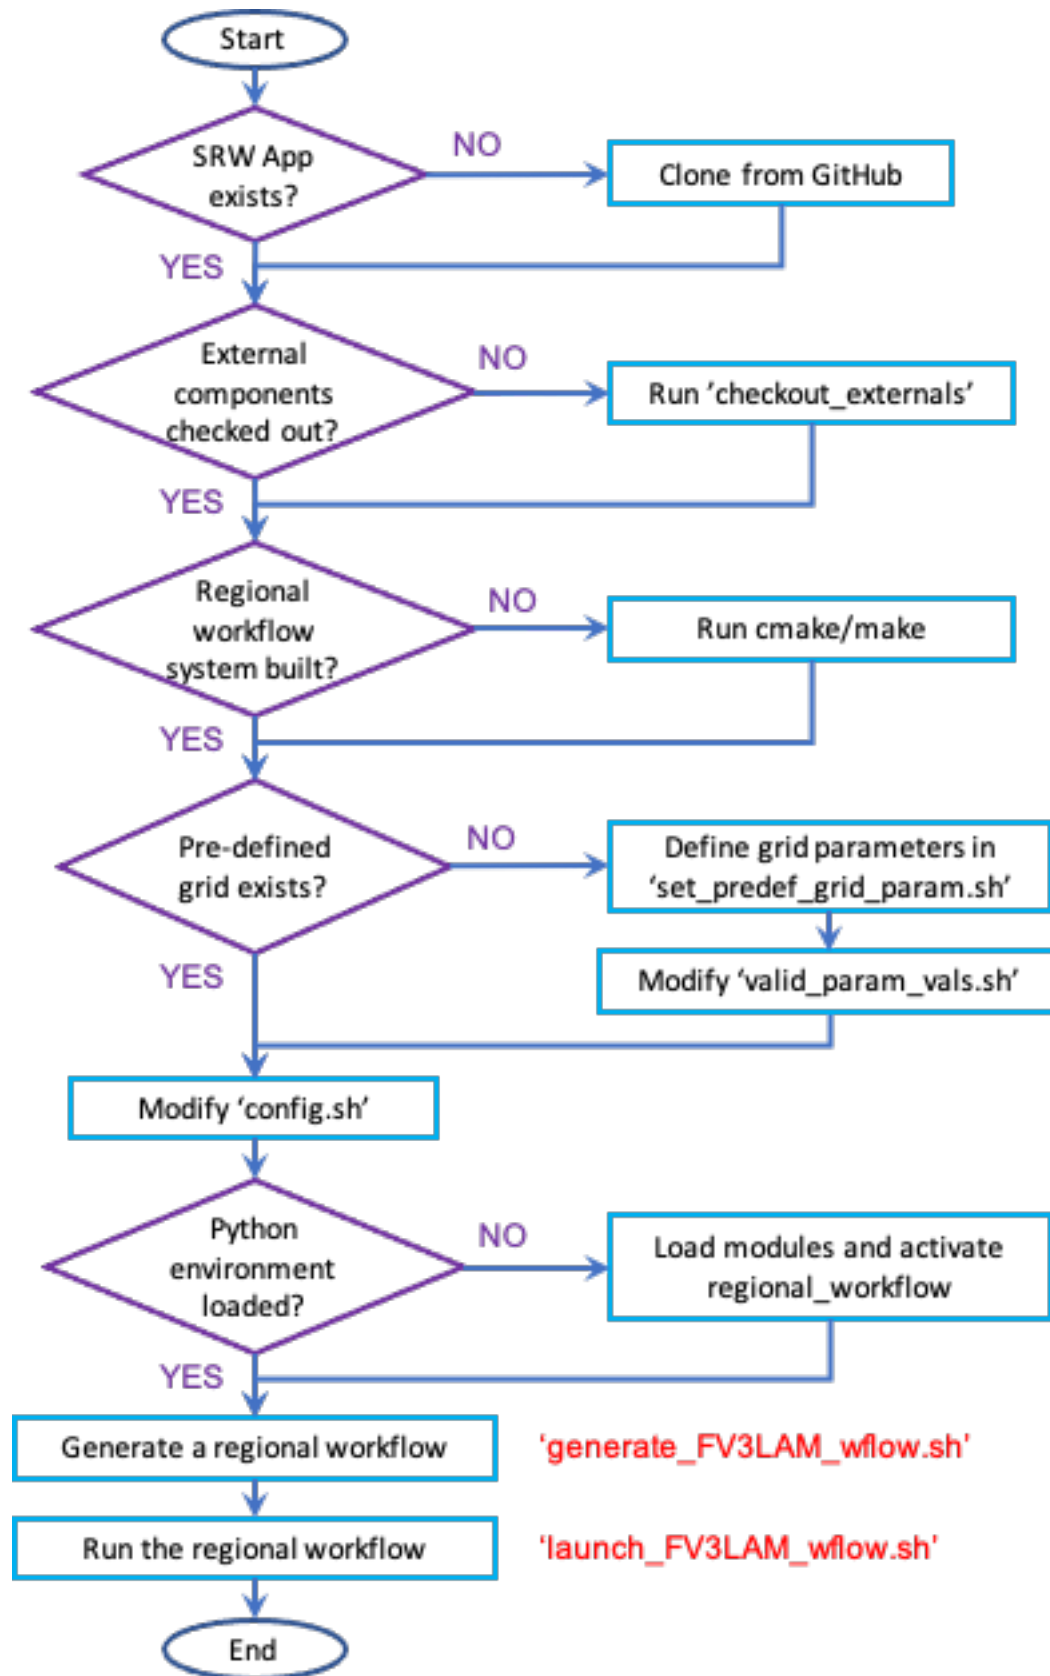 Start
SRW App
exists?
NO
Clone from GitHub
YES
External
components
checked out?
NO
Run ’checkout_externals’
YES
Regional
workflow
system built?
NO
Run cmake/make
YES
Pre-defined
grid exists?
NO
Define grid parameters in
‘set_predef_grid_param.sh’
YES
Modify ‘valid_param_vals.sh’
Modify ‘config.sh’
Python
environment
loaded?
NO
Load modules and activate
regional_workflow
YES
Generate a regional workflow
‘generate_FV3LAM_wflow.sh’
Run the regional workflow
‘launch_FV3LAM_wflow.sh’
End